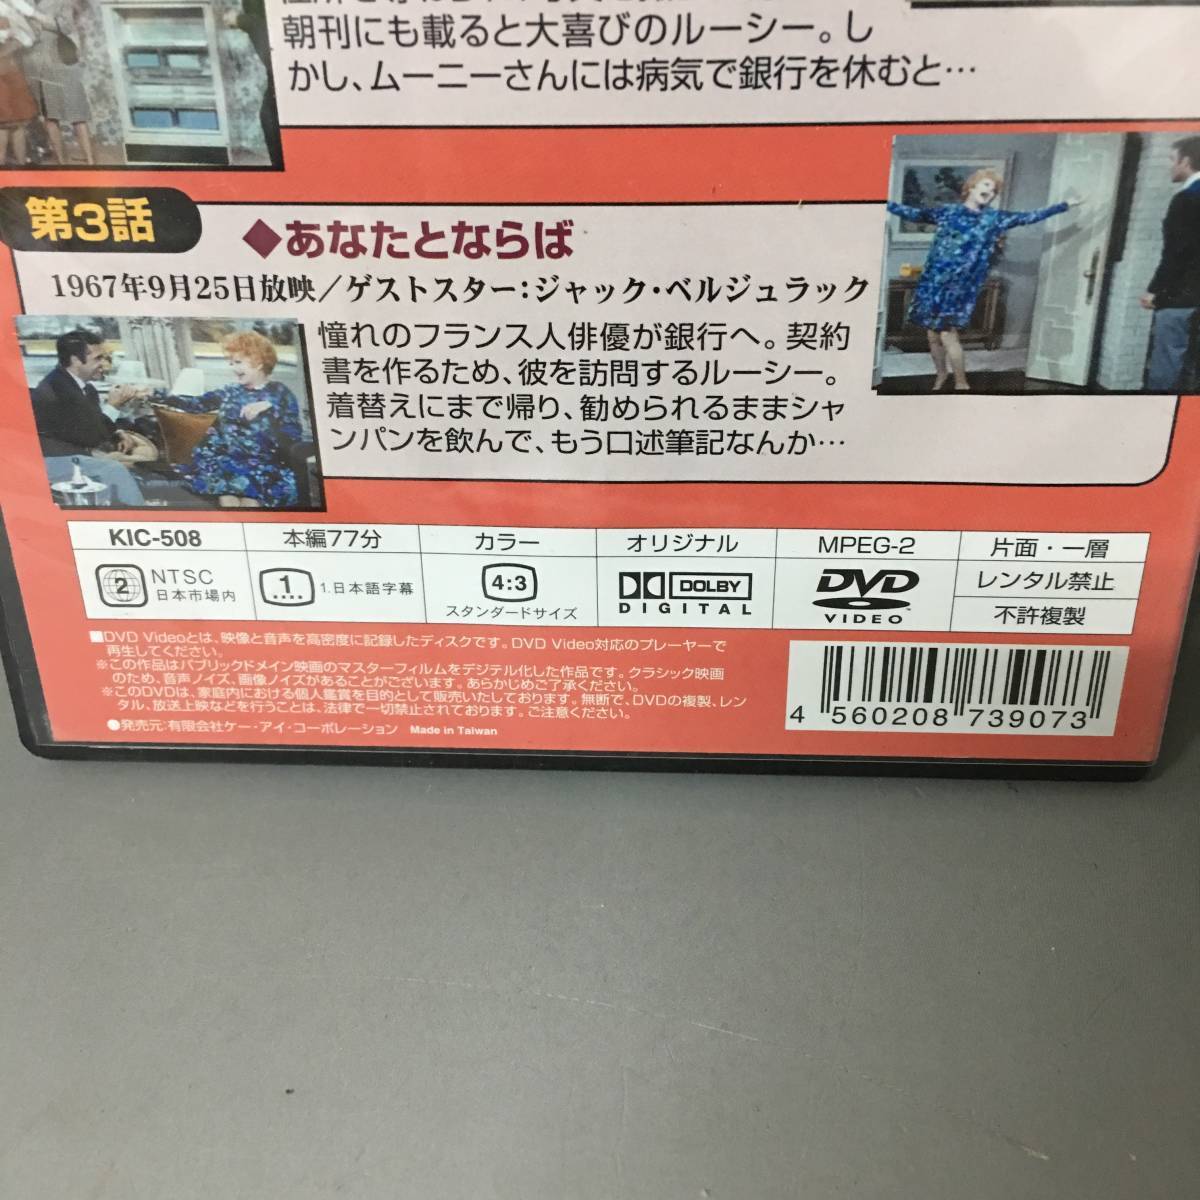 朝刊にも載ると大喜びのルーシー。し
かし、ムーニーさんには病気で銀行を休むと…
第3話
◆あなたとならば
1967年9月25日放映／ゲストスター：ジャック・ベルジュラック
憧れのフランス人俳優が銀行へ。契約
書を作るため、彼を訪問するルーシー。
着替えにまで帰り、勧められるままシャ
ンパンを飲んで、もう口述筆記なんか…
KIC-508
本編77分
カラー
オリジナル
MPEG-2
片面・一層
2 NTSC
日本市場内
1 1.日本語字幕
4:3
スタンダードサイズ
DOLBY
DIGITAL
DVD
VIDEO
レンタル禁止
不許複製
■DVD Videoとは、映像と音声を高密度に記録したディスクです。DVD Video対応のプレーヤーで
再生してください。
※この作品はパブリックドメイン映画のマスターフィルムをデジテル化した作品です。クラシック映画
のため、音声ノイズ、画像ノイズがあることがございます。あらかじめご了承ください。
※このDVDは、家庭内における個人鑑賞を目的として販売いたしております。無断で、DVDの複製、レン
タル、放送上映などを行うことは、法律で一切禁止されております。ご注意ください。
●発売元：有限会社ケー・アイ・コーポレーション Made in Taiwan
4 560208 739073